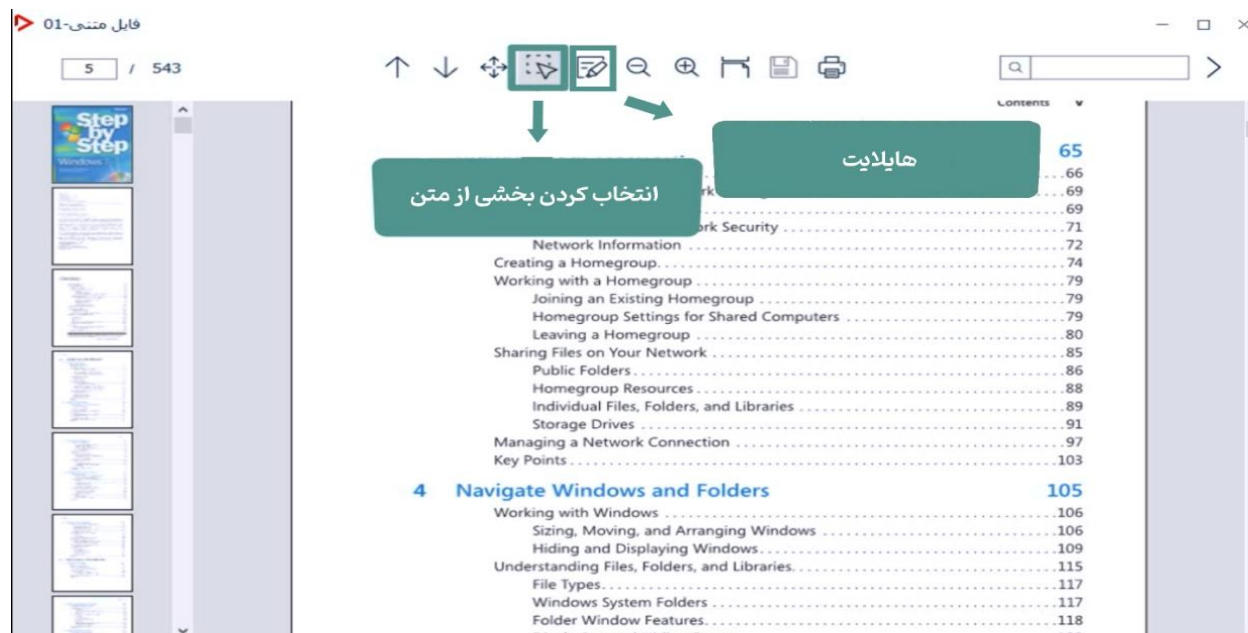 فایل متنی-01
5 / 543
Contents v
هایلایت
انتخاب کردن بخشی از متن
Step by Step
Windows
65
66
69
69
ork Security 71
Network Information 72
Creating a Homegroup 74
Working with a Homegroup 79
Joining an Existing Homegroup 79
Homegroup Settings for Shared Computers 79
Leaving a Homegroup 80
Sharing Files on Your Network 85
Public Folders 86
Homegroup Resources 88
Individual Files, Folders, and Libraries 89
Storage Drives 91
Managing a Network Connection 97
Key Points 103
4 Navigate Windows and Folders 105
Working with Windows 106
Sizing, Moving, and Arranging Windows 106
Hiding and Displaying Windows 109
Understanding Files, Folders, and Libraries 115
File Types 117
Windows System Folders 117
Folder Window Features 118